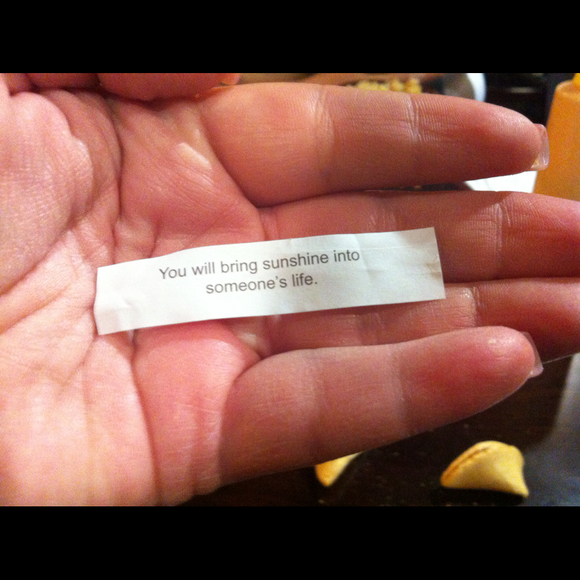 You will bring sunshine into
someone's life.